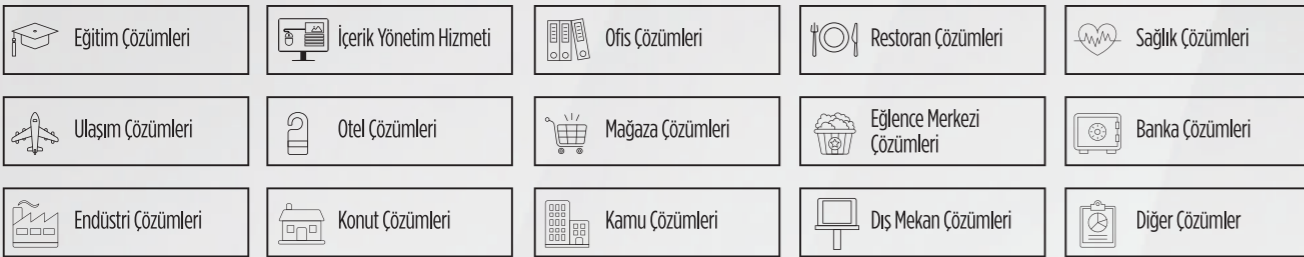 Eğitim Çözümleri
İçerik Yönetim Hizmeti
Ofis Çözümleri
Restoran Çözümleri
Sağlık Çözümleri
Ulaşım Çözümleri
Otel Çözümleri
Mağaza Çözümleri
Eğlence Merkezi
Çözümleri
Banka Çözümleri
Endüstri Çözümleri
Konut Çözümleri
Kamu Çözümleri
Dış Mekan Çözümleri
Diğer Çözümler